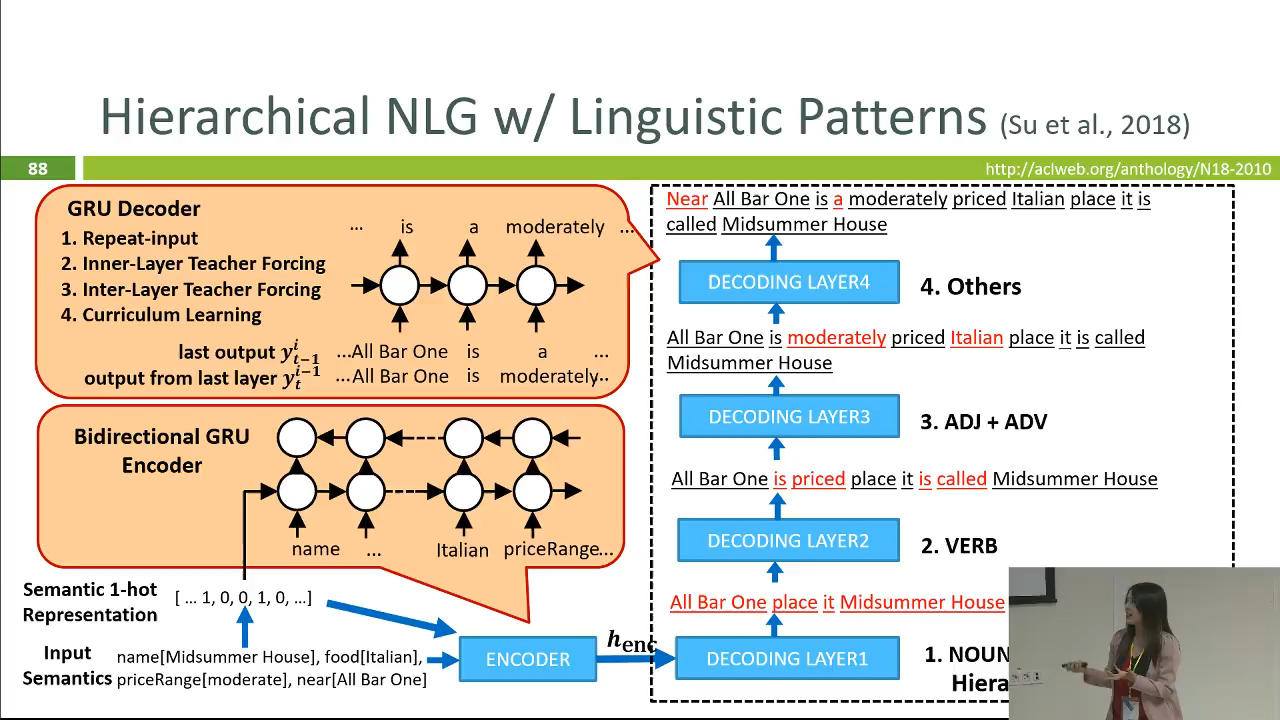 Hierarchical NLG w/ Linguistic Patterns (Su et al., 2018)
88
http://aclweb.org/anthology/N18-2010
GRU Decoder
1. Repeat-input
2. Inner-Layer Teacher Forcing
3. Inter-Layer Teacher Forcing
4. Curriculum Learning
... is a moderately ...
last output y_{t-1}^{i} ...All Bar One is a ...
output from last layer y_{t}^{i-1} ...All Bar One is moderately..
Bidirectional GRU
Encoder
name ... Italian priceRange...
Semantic 1-hot
Representation
[ ... 1, 0, 0, 1, 0, ...]
Input
Semantics
name[Midsummer House], food[Italian],
priceRange[moderate], near[All Bar One]
ENCODER
h_enc
Near All Bar One is a moderately priced Italian place it is
called Midsummer House
DECODING LAYER4
4. Others
All Bar One is moderately priced Italian place it is called
Midsummer House
DECODING LAYER3
3. ADJ + ADV
All Bar One is priced place it is called Midsummer House
DECODING LAYER2
2. VERB
All Bar One place it Midsummer House
DECODING LAYER1
1. NOUN